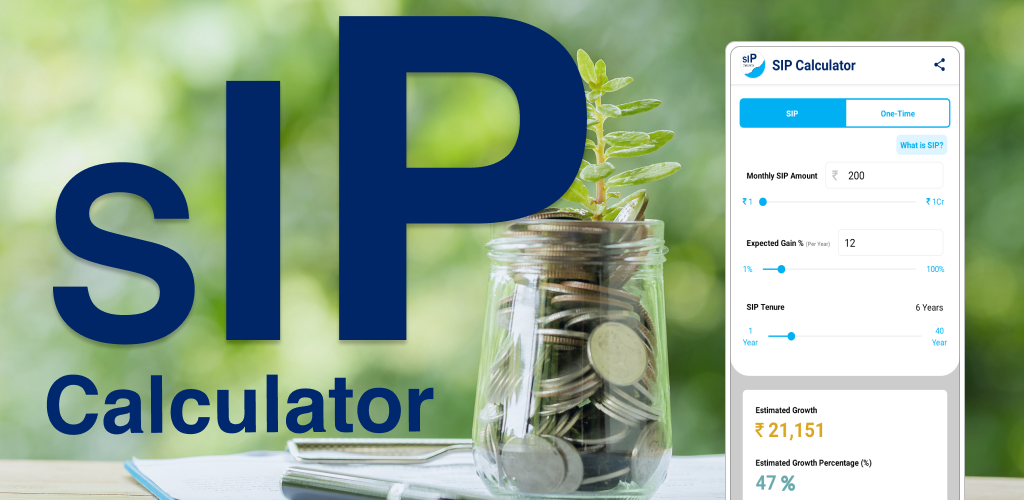 sIP
Calculator
sIP
SIP Calculator
SIP
One-Time
What is SIP?
Monthly SIP Amount
₹ 200
₹ 1
₹ 1Cr
Expected Gain % (Per Year)
12
1%
100%
SIP Tenure
6 Years
1
Year
40
Year
Estimated Growth
₹ 21,151
Estimated Growth Percentage (%)
47 %